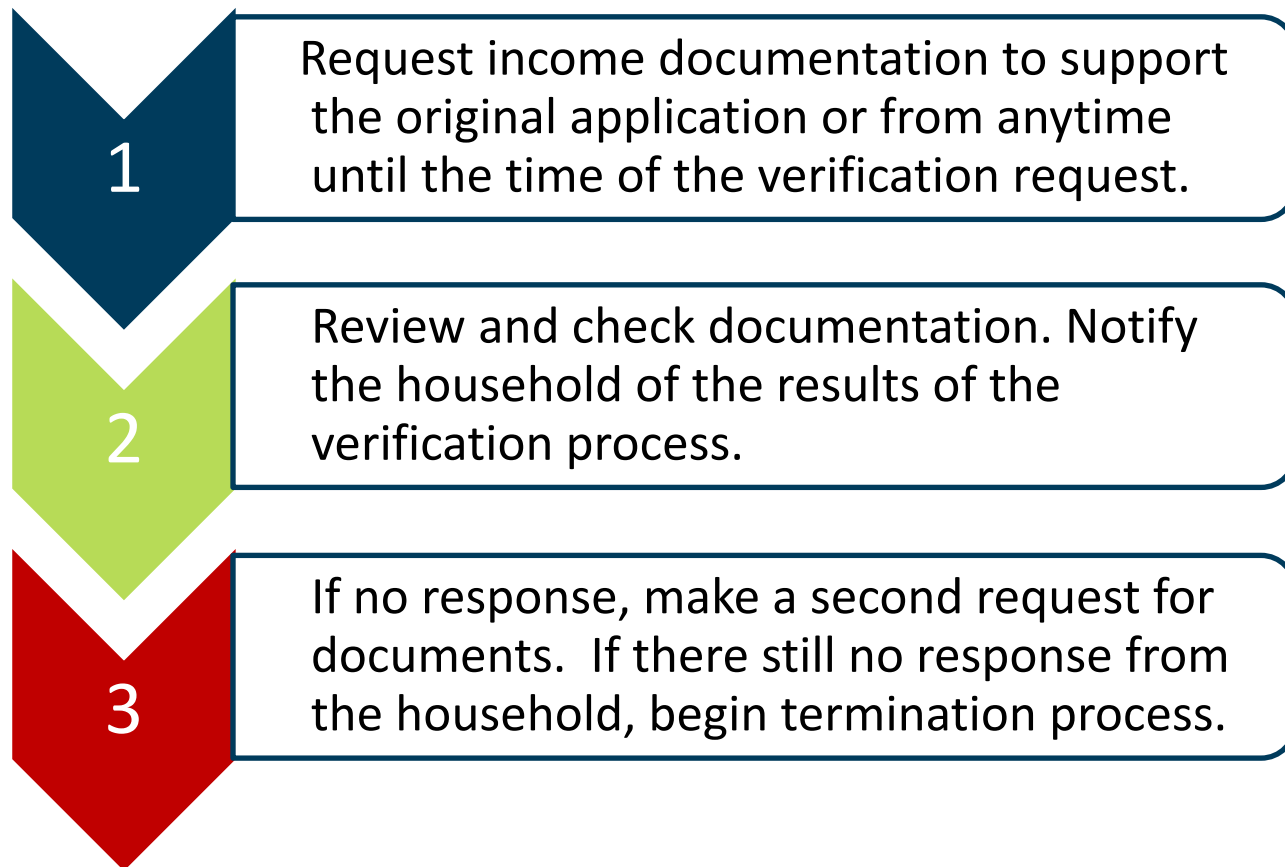 1
Request income documentation to support
the original application or from anytime
until the time of the verification request.
2
Review and check documentation. Notify
the household of the results of the
verification process.
3
If no response, make a second request for
documents.  If there still no response from
the household, begin termination process.